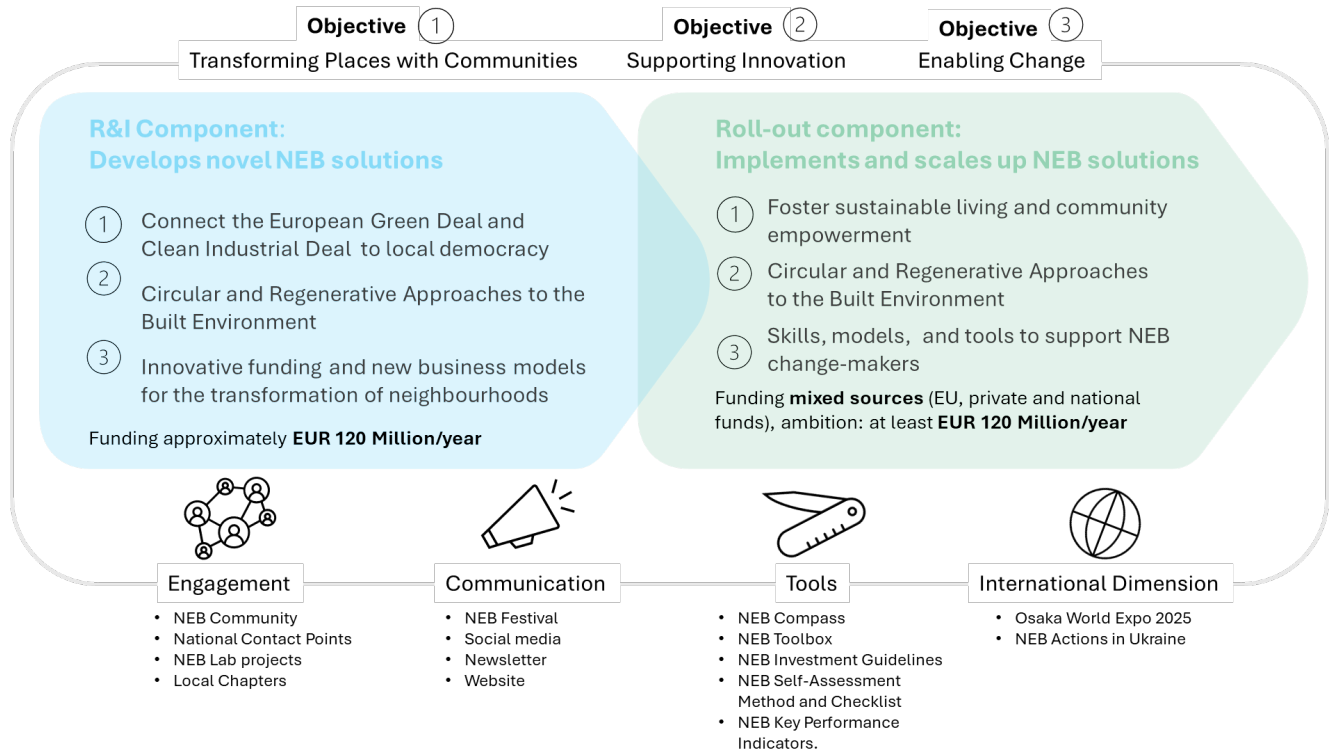 Objective 1
Transforming Places with Communities
Objective 2
Supporting Innovation
Objective 3
Enabling Change
R&I Component:
Develops novel NEB solutions
1 Connect the European Green Deal and
Clean Industrial Deal to local democracy
2 Circular and Regenerative Approaches to the
Built Environment
3 Innovative funding and new business models
for the transformation of neighbourhoods
Funding approximately EUR 120 Million/year
Roll-out component:
Implements and scales up NEB solutions
1 Foster sustainable living and community
empowerment
2 Circular and Regenerative Approaches
to the Built Environment
3 Skills, models, and tools to support NEB
change-makers
Funding mixed sources (EU, private and national
funds), ambition: at least EUR 120 Million/year
Engagement
• NEB Community
• National Contact Points
• NEB Lab projects
• Local Chapters
Communication
• NEB Festival
• Social media
• Newsletter
• Website
Tools
• NEB Compass
• NEB Toolbox
• NEB Investment Guidelines
• NEB Self-Assessment
Method and Checklist
• NEB Key Performance
Indicators.
International Dimension
• Osaka World Expo 2025
• NEB Actions in Ukraine